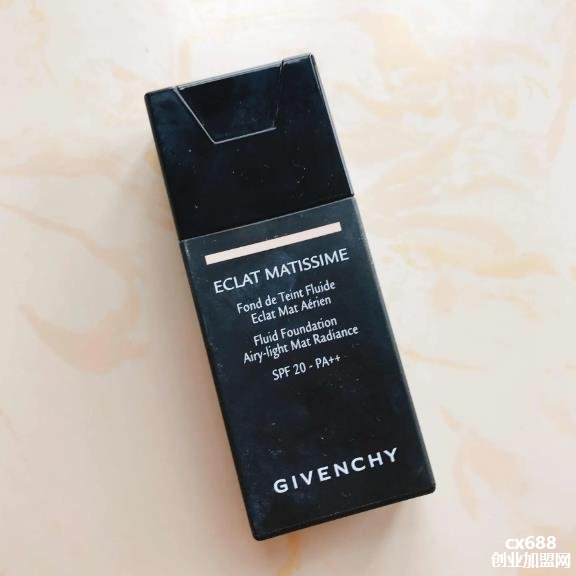 ECLAT MATISSIME
Fond de Teint Fluide
Eclat Mat Aérien
Fluid Foundation
Airy-light Mat Radiance
SPF 20 - PA++
GIVENCHY
cx688
创业加盟网